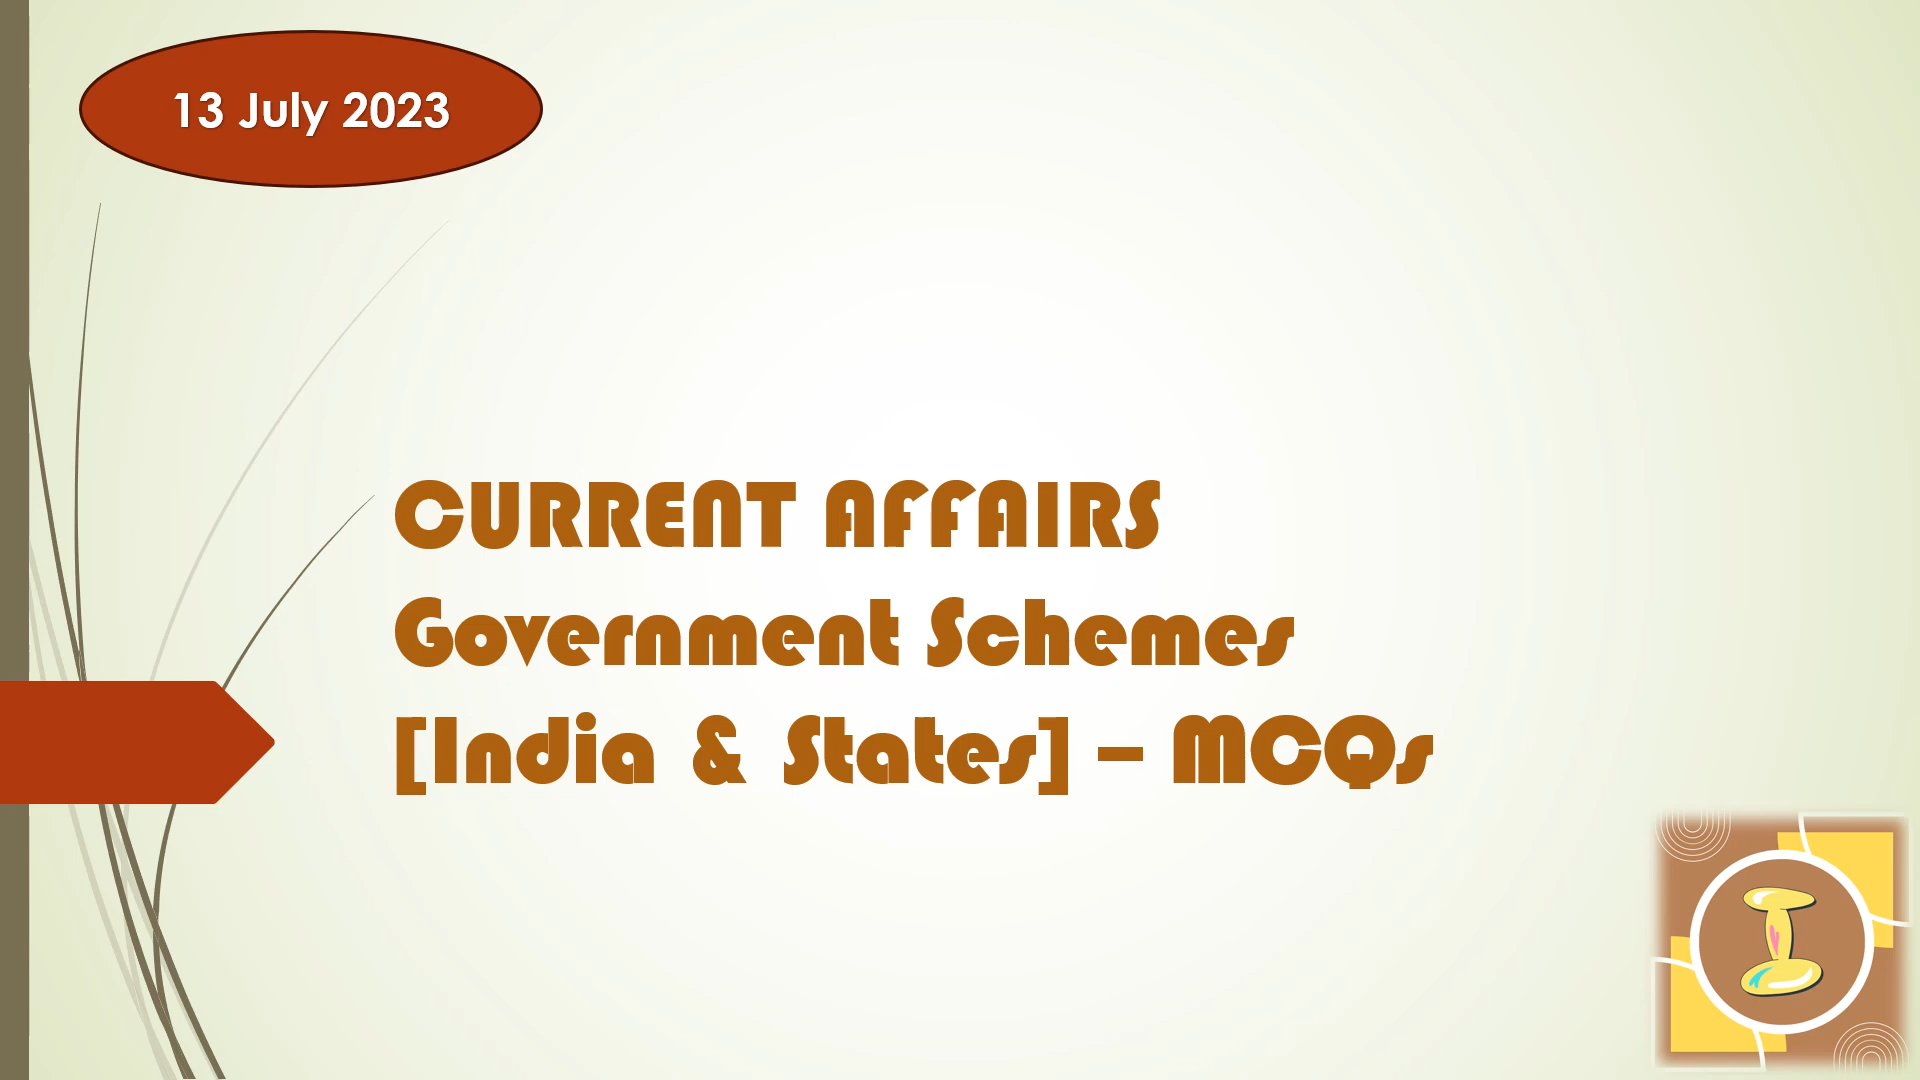 13 July 2023
CURRENT AFFAIRS
Government Schemes
[India & States] – MCQs
I